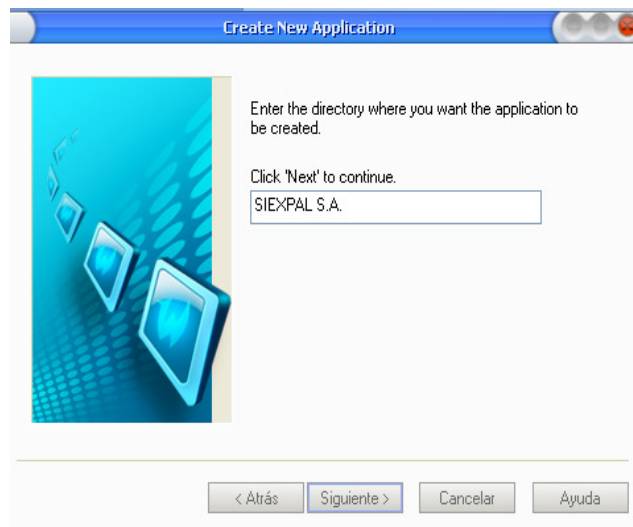 Create New Application
Enter the directory where you want the application to
be created.
Click 'Next' to continue.
SIEXPAL S.A.
< Atrás
Siguiente >
Cancelar
Ayuda